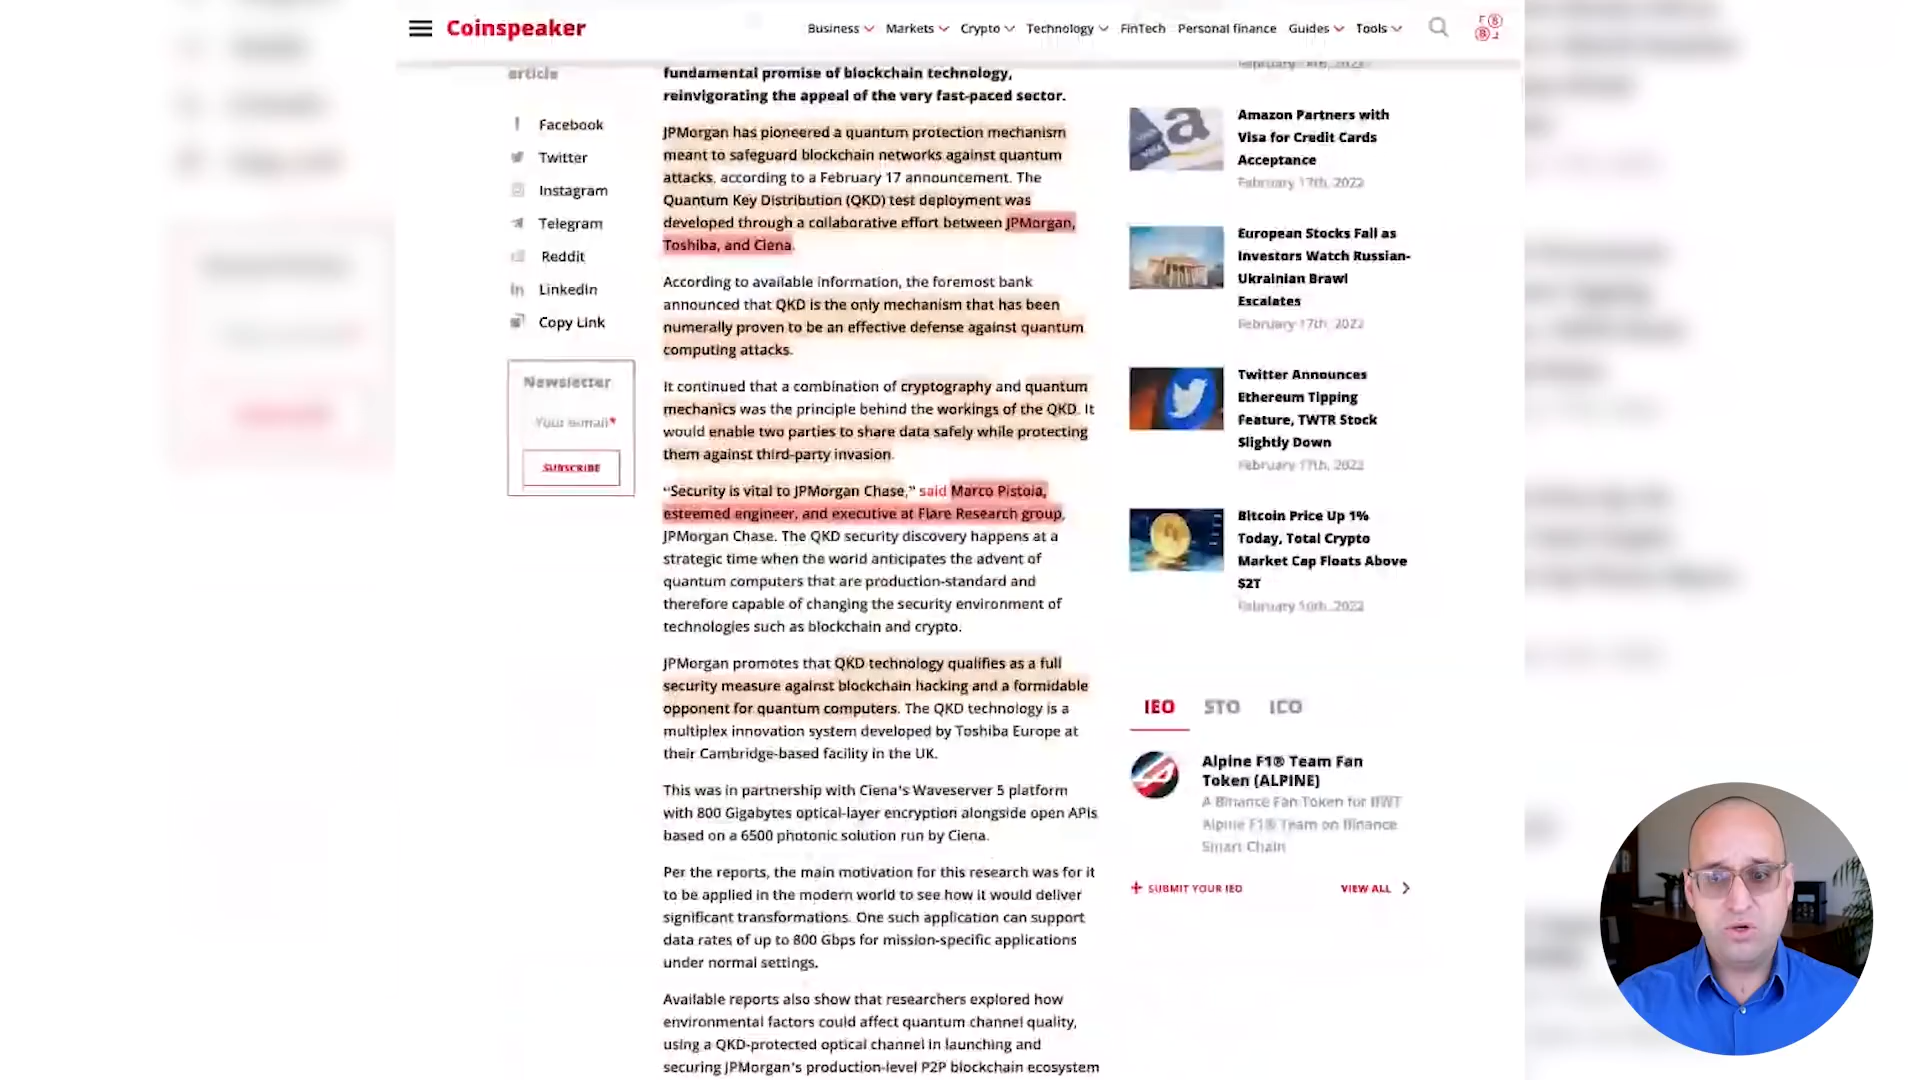 Coinspeaker
Business Markets Crypto Technology FinTech Personal finance Guides Tools
article
Facebook
Twitter
Instagram
Telegram
Reddit
LinkedIn
Copy Link
Newsletter
Your email*
SUBSCRIBE
fundamental promise of blockchain technology,
reinvigorating the appeal of the very fast-paced sector.
JPMorgan has pioneered a quantum protection mechanism
meant to safeguard blockchain networks against quantum
attacks, according to a February 17 announcement. The
Quantum Key Distribution (QKD) test deployment was
developed through a collaborative effort between JPMorgan,
Toshiba, and Ciena.
According to available information, the foremost bank
announced that QKD is the only mechanism that has been
numerally proven to be an effective defense against quantum
computing attacks.
It continued that a combination of cryptography and quantum
mechanics was the principle behind the workings of the QKD. It
would enable two parties to share data safely while protecting
them against third-party invasion.
“Security is vital to JPMorgan Chase,” said Marco Pistoia,
esteemed engineer, and executive at Flare Research group,
JPMorgan Chase. The QKD security discovery happens at a
strategic time when the world anticipates the advent of
quantum computers that are production-standard and
therefore capable of changing the security environment of
technologies such as blockchain and crypto.
JPMorgan promotes that QKD technology qualifies as a full
security measure against blockchain hacking and a formidable
opponent for quantum computers. The QKD technology is a
multiplex innovation system developed by Toshiba Europe at
their Cambridge-based facility in the UK.
This was in partnership with Ciena's Waveserver 5 platform
with 800 Gigabytes optical-layer encryption alongside open APIs
based on a 6500 photonic solution run by Ciena.
Per the reports, the main motivation for this research was for it
to be applied in the modern world to see how it would deliver
significant transformations. One such application can support
data rates of up to 800 Gbps for mission-specific applications
under normal settings.
Available reports also show that researchers explored how
environmental factors could affect quantum channel quality,
using a QKD-protected optical channel in launching and
securing JPMorgan's production-level P2P blockchain ecosystem
Amazon Partners with
Visa for Credit Cards
Acceptance
February 17th, 2022
European Stocks Fall as
Investors Watch Russian-
Ukrainian Brawl
Escalates
February 17th, 2022
Twitter Announces
Ethereum Tipping
Feature, TWTR Stock
Slightly Down
February 17th, 2022
Bitcoin Price Up 1%
Today, Total Crypto
Market Cap Floats Above
$2T
February 16th, 2022
IEO STO ICO
Alpine F1® Team Fan
Token (ALPINE)
A Binance Fan Token for BWT
Alpine F1® Team on Binance
Smart Chain
SUBMIT YOUR IEO
VIEW ALL